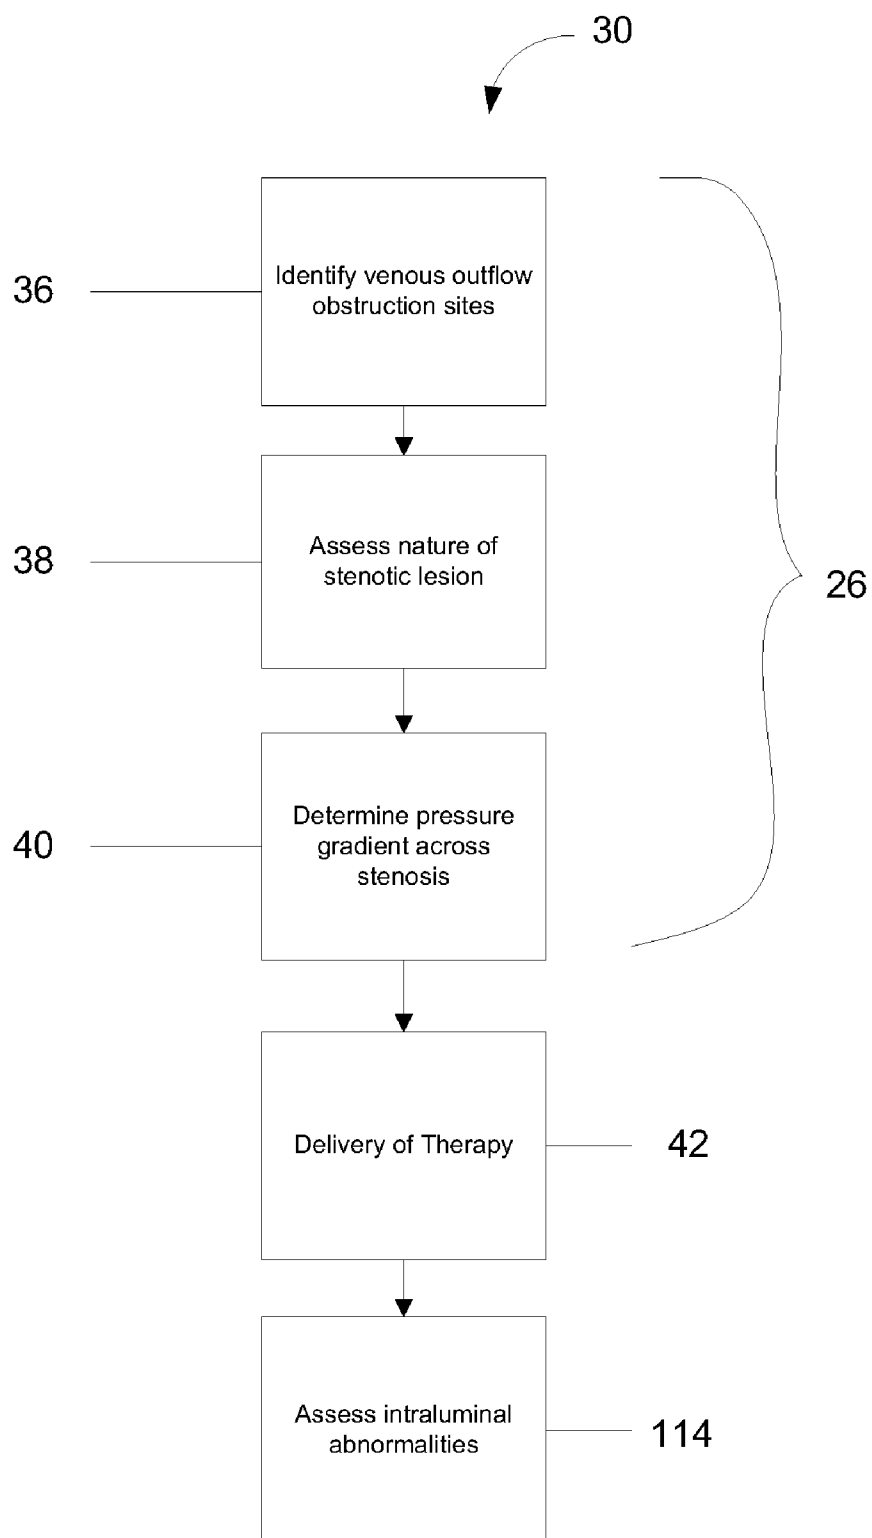 30
36
Identify venous outflow
obstruction sites
38
Assess nature of
stenotic lesion
26
40
Determine pressure
gradient across
stenosis
Delivery of Therapy
42
Assess intraluminal
abnormalities
114